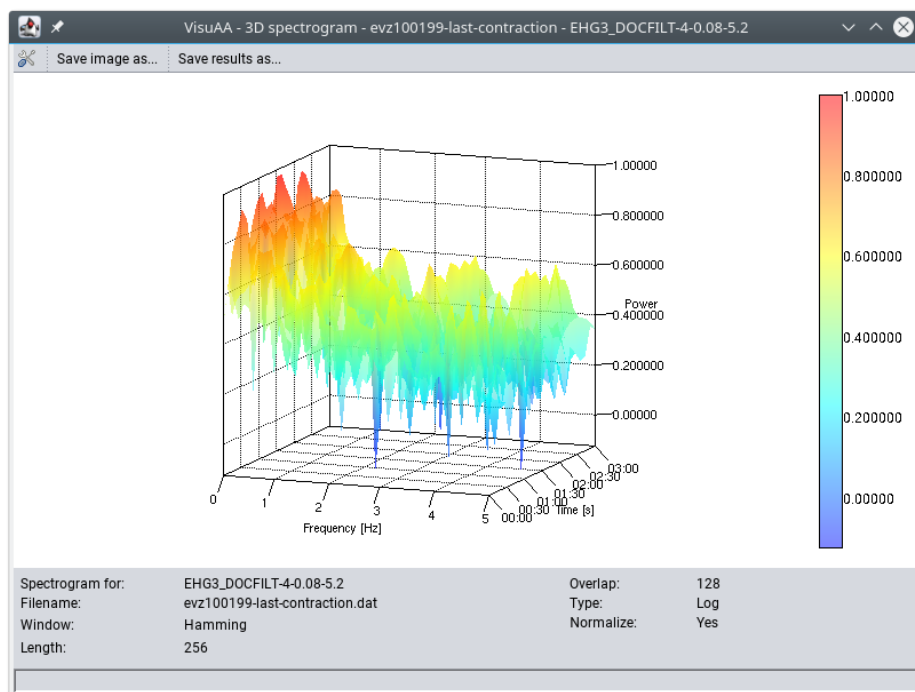 VisuAA - 3D spectrogram - evz100199-last-contraction - EHG3_DOCFILT-4-0.08-5.2
Save image as... Save results as...
1.00000
0.800000
0.600000
0.400000
0.200000
0.00000
1.00000
0.800000
0.600000
Power
0.400000
0.200000
0.00000
0
1
2
3
4
5
Frequency [Hz]
00:00
00:30
01:00
01:30
02:00
02:30
03:00
Time [s]
Spectrogram for: EHG3_DOCFILT-4-0.08-5.2 Overlap: 128
Filename: evz100199-last-contraction.dat Type: Log
Window: Hamming Normalize: Yes
Length: 256